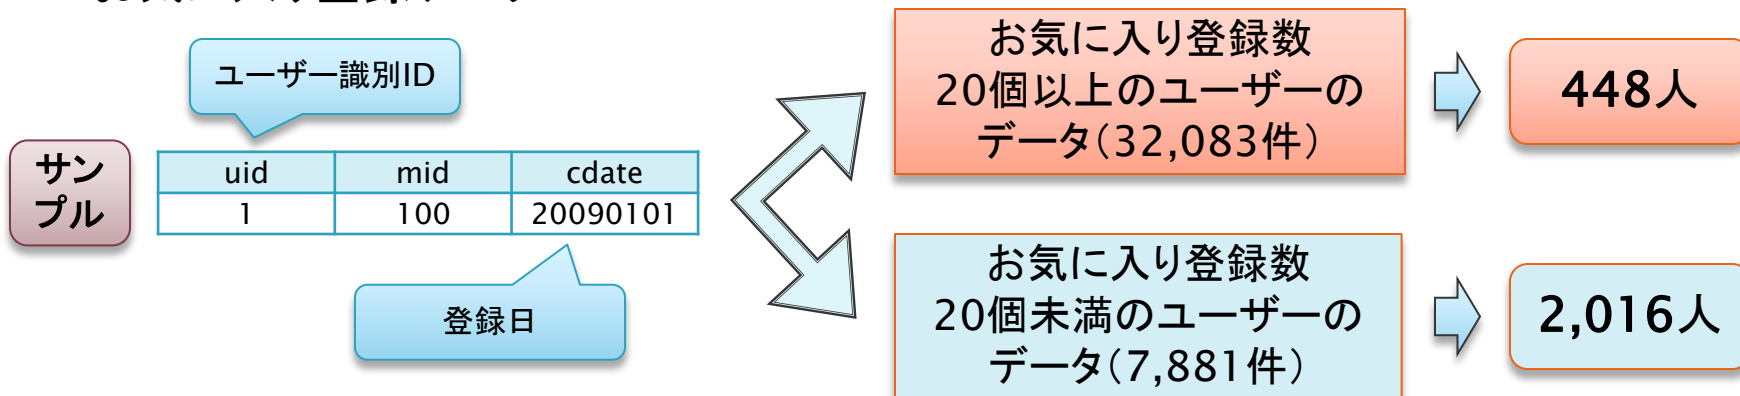 ユーザー識別ID
サン
プル
uid mid cdate
1 100 20090101
登録日
お気に入り登録数
20個以上のユーザーの
データ(32,083件)
448人
お気に入り登録数
20個未満のユーザーの
データ(7,881件)
2,016人